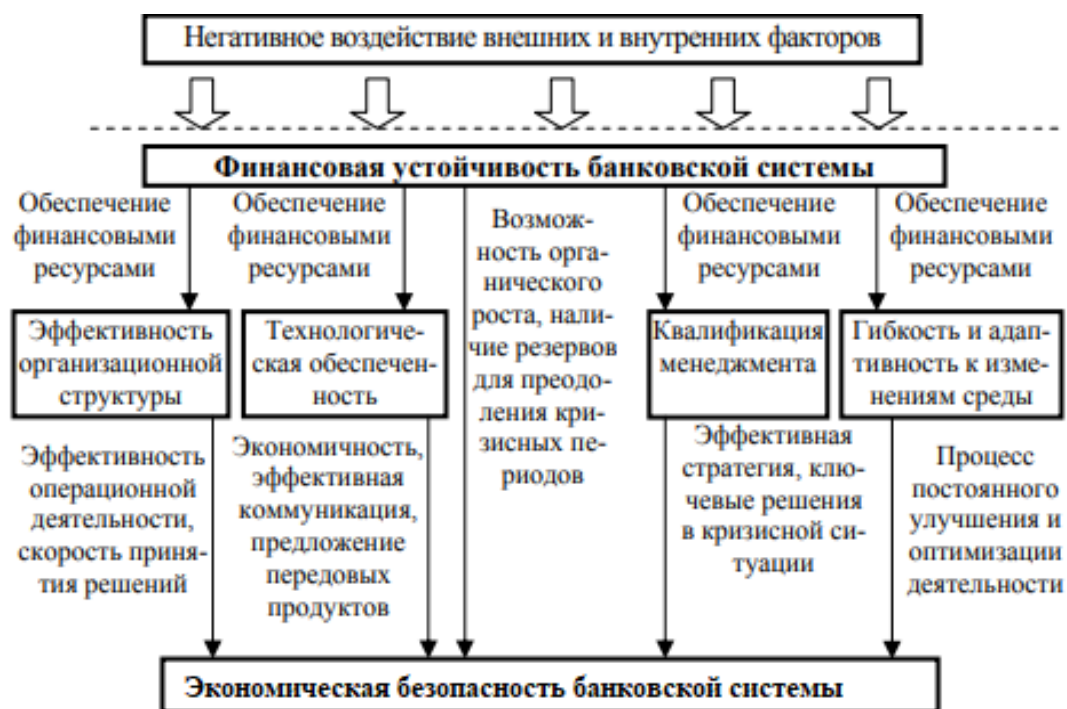 Негативное воздействие внешних и внутренних факторов
Финансовая устойчивость банковской системы
Обеспечение
финансовыми
ресурсами
Обеспечение
финансовыми
ресурсами
Возмож-
ность орга-
нического
роста, нали-
чие резервов
для преодо-
ления кри-
зисных пе-
риодов
Обеспечение
финансовыми
ресурсами
Обеспечение
финансовыми
ресурсами
Эффективность
организационной
структуры
Технологиче-
ская обеспечен-
ность
Квалификация
менеджмента
Гибкость и адап-
тивность к изме-
нениям среды
Эффективность
операционной
деятельности,
скорость приня-
тия решений
Экономичность,
эффективная
коммуникация,
предложение
передовых
продуктов
Эффективная
стратегия, клю-
чевые решения
в кризисной си-
туации
Процесс
постоянного
улучшения и
оптимизации
деятельности
Экономическая безопасность банковской системы